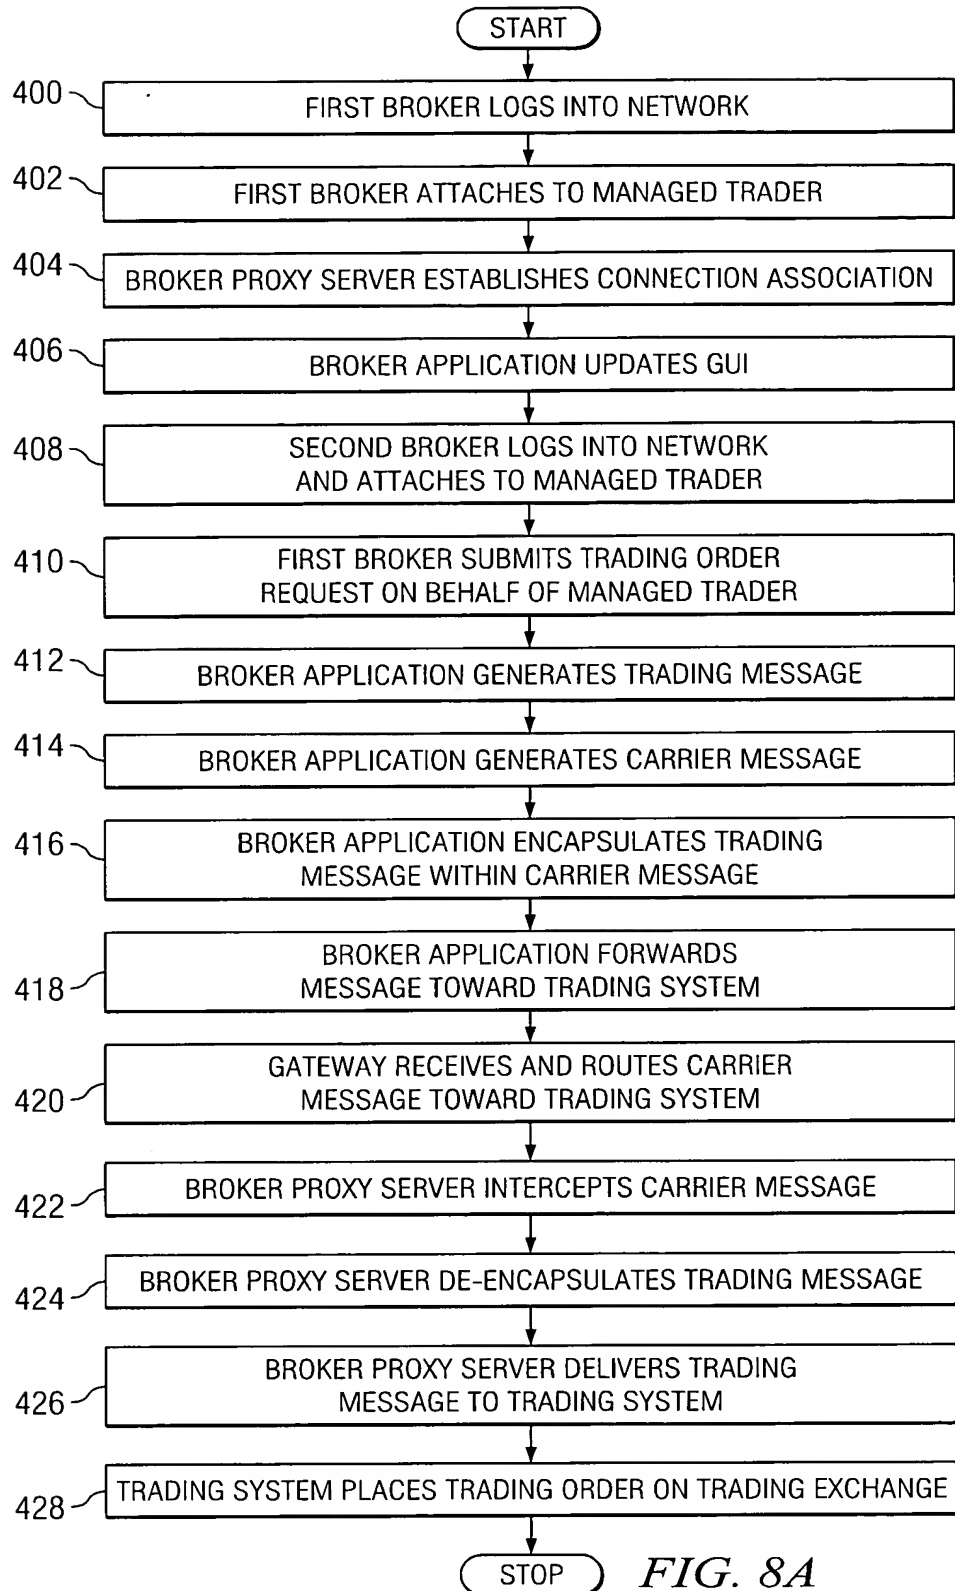 START
400
FIRST BROKER LOGS INTO NETWORK
402
FIRST BROKER ATTACHES TO MANAGED TRADER
404
BROKER PROXY SERVER ESTABLISHES CONNECTION ASSOCIATION
406
BROKER APPLICATION UPDATES GUI
408
SECOND BROKER LOGS INTO NETWORK
AND ATTACHES TO MANAGED TRADER
410
FIRST BROKER SUBMITS TRADING ORDER
REQUEST ON BEHALF OF MANAGED TRADER
412
BROKER APPLICATION GENERATES TRADING MESSAGE
414
BROKER APPLICATION GENERATES CARRIER MESSAGE
416
BROKER APPLICATION ENCAPSULATES TRADING
MESSAGE WITHIN CARRIER MESSAGE
418
BROKER APPLICATION FORWARDS
MESSAGE TOWARD TRADING SYSTEM
420
GATEWAY RECEIVES AND ROUTES CARRIER
MESSAGE TOWARD TRADING SYSTEM
422
BROKER PROXY SERVER INTERCEPTS CARRIER MESSAGE
424
BROKER PROXY SERVER DE-ENCAPSULATES TRADING MESSAGE
426
BROKER PROXY SERVER DELIVERS TRADING
MESSAGE TO TRADING SYSTEM
428
TRADING SYSTEM PLACES TRADING ORDER ON TRADING EXCHANGE
STOP
FIG. 8A